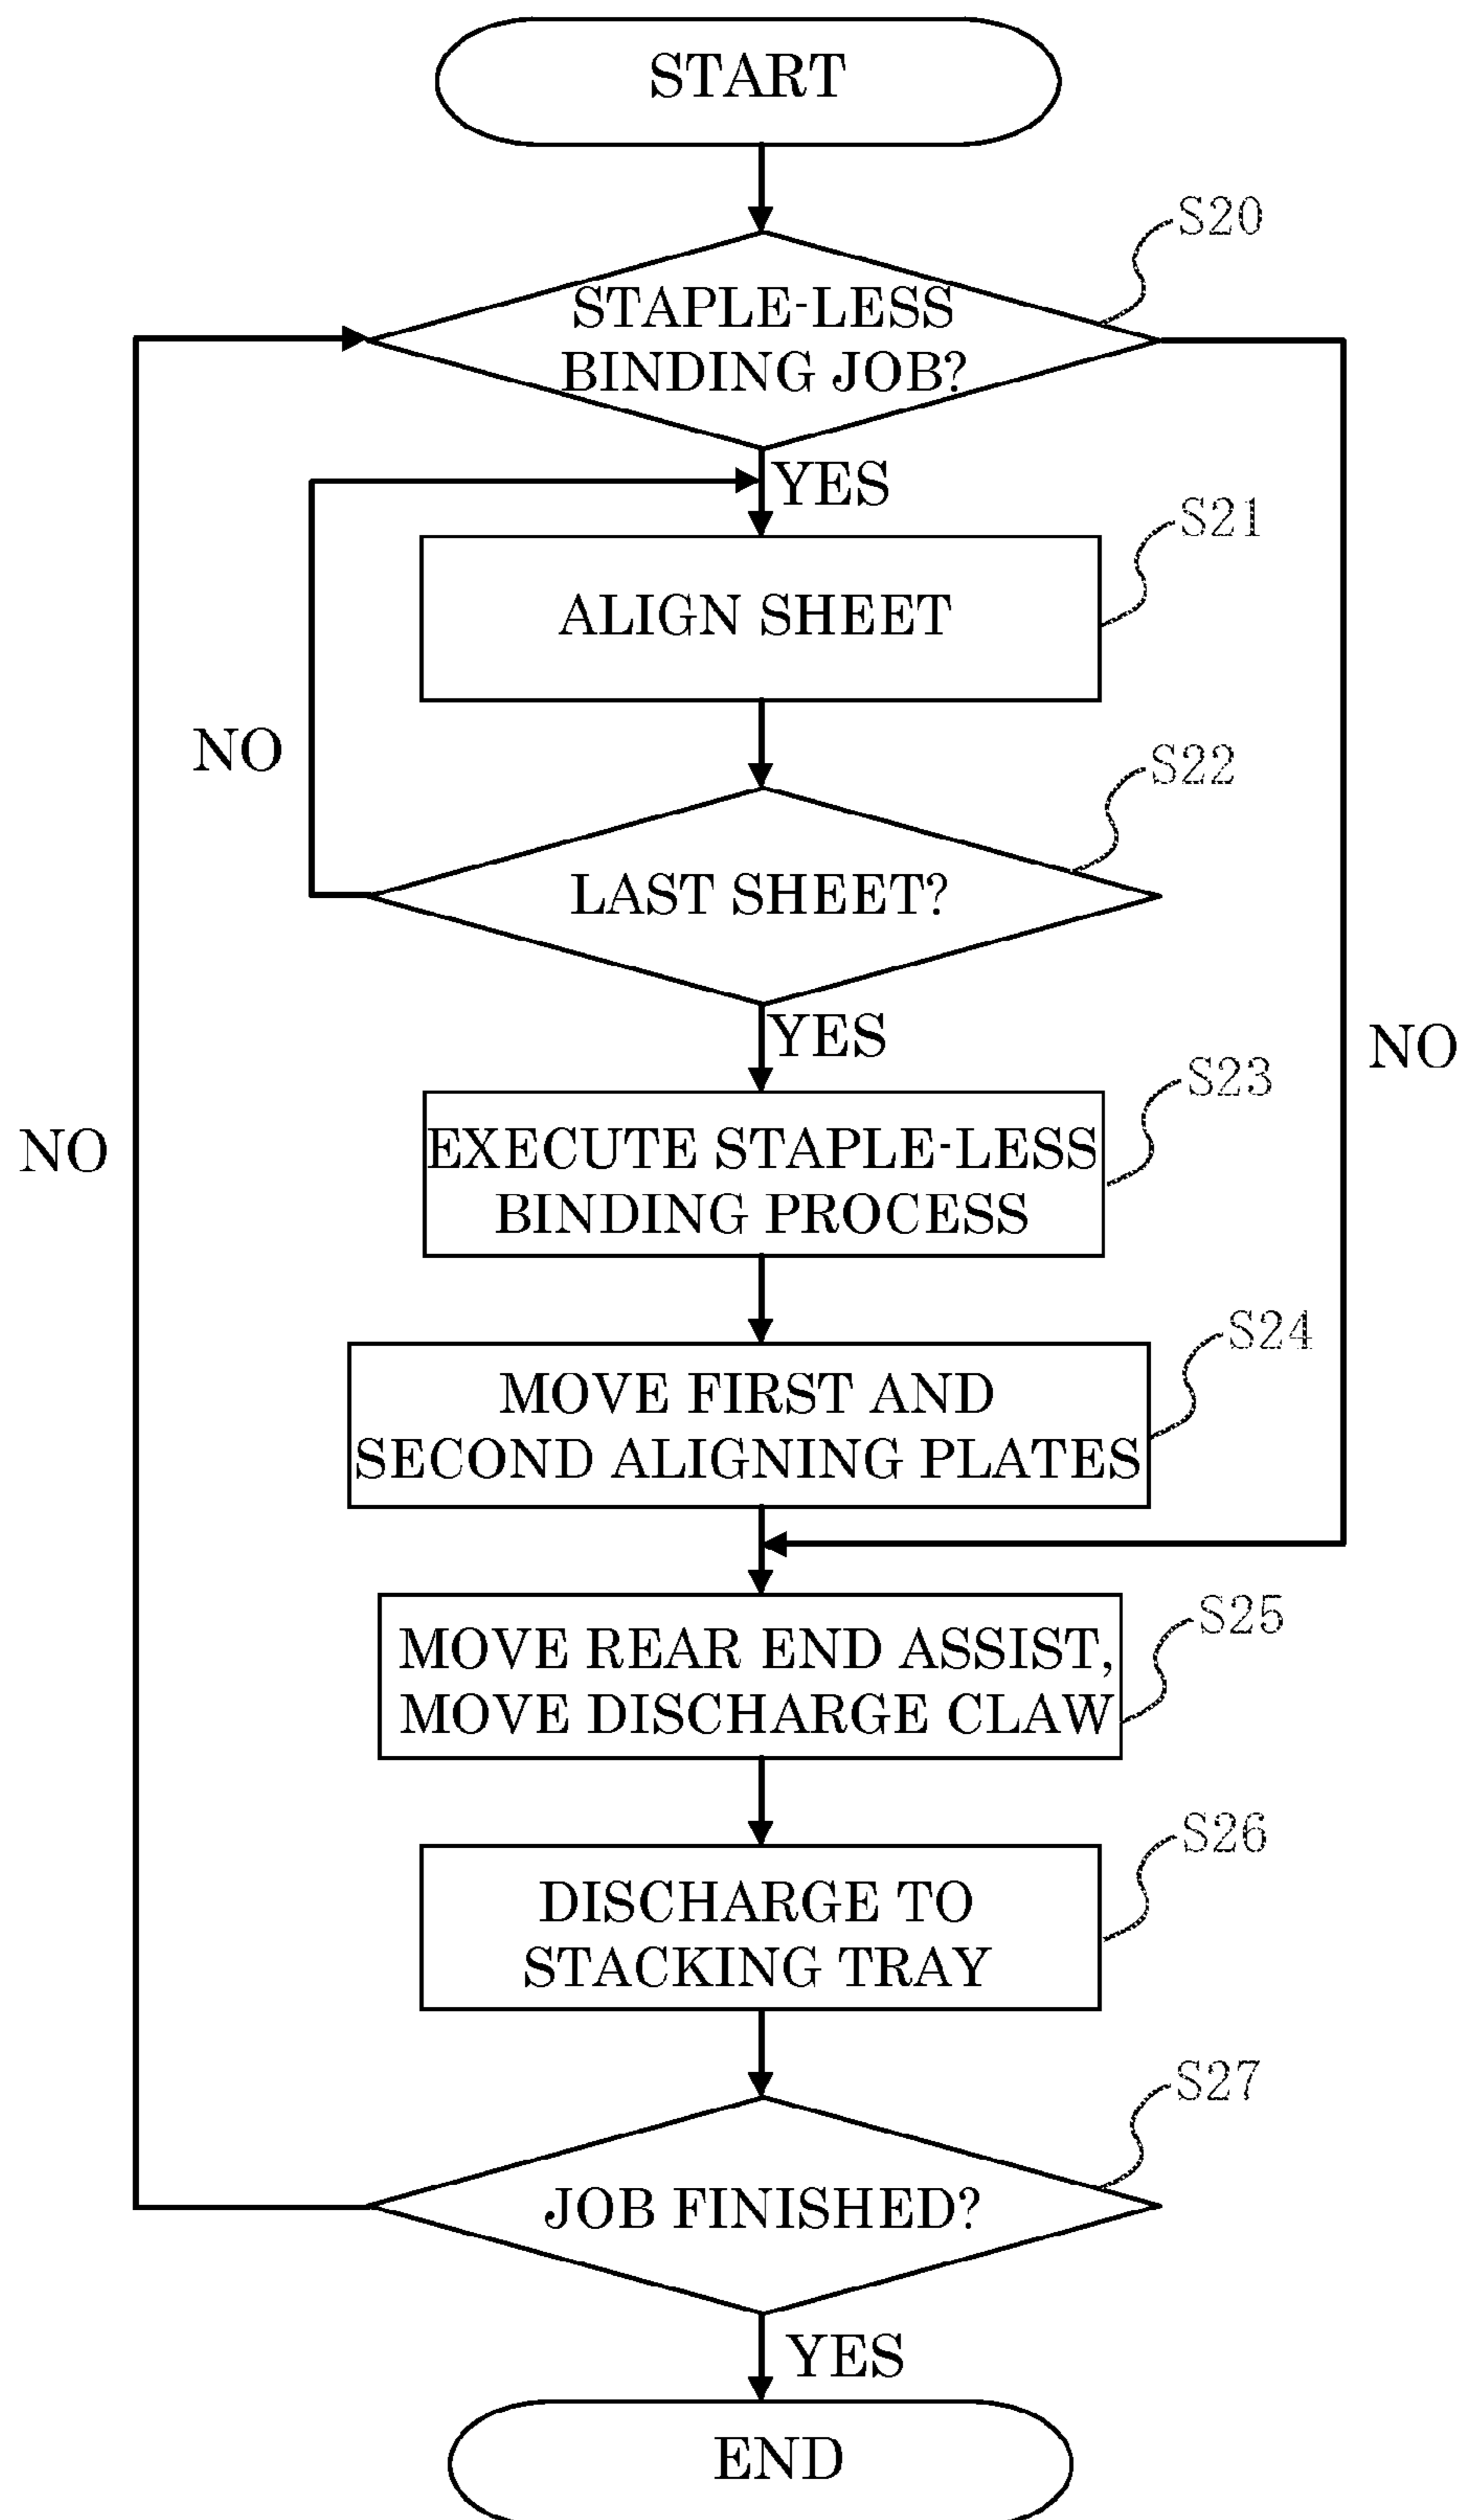 START
S20
STAPLE-LESS
BINDING JOB?
YES
S21
ALIGN SHEET
NO
S22
LAST SHEET?
YES
NO
S23
NO
EXECUTE STAPLE-LESS
BINDING PROCESS
S24
MOVE FIRST AND
SECOND ALIGNING PLATES
S25
MOVE REAR END ASSIST,
MOVE DISCHARGE CLAW
S26
DISCHARGE TO
STACKING TRAY
S27
JOB FINISHED?
YES
END